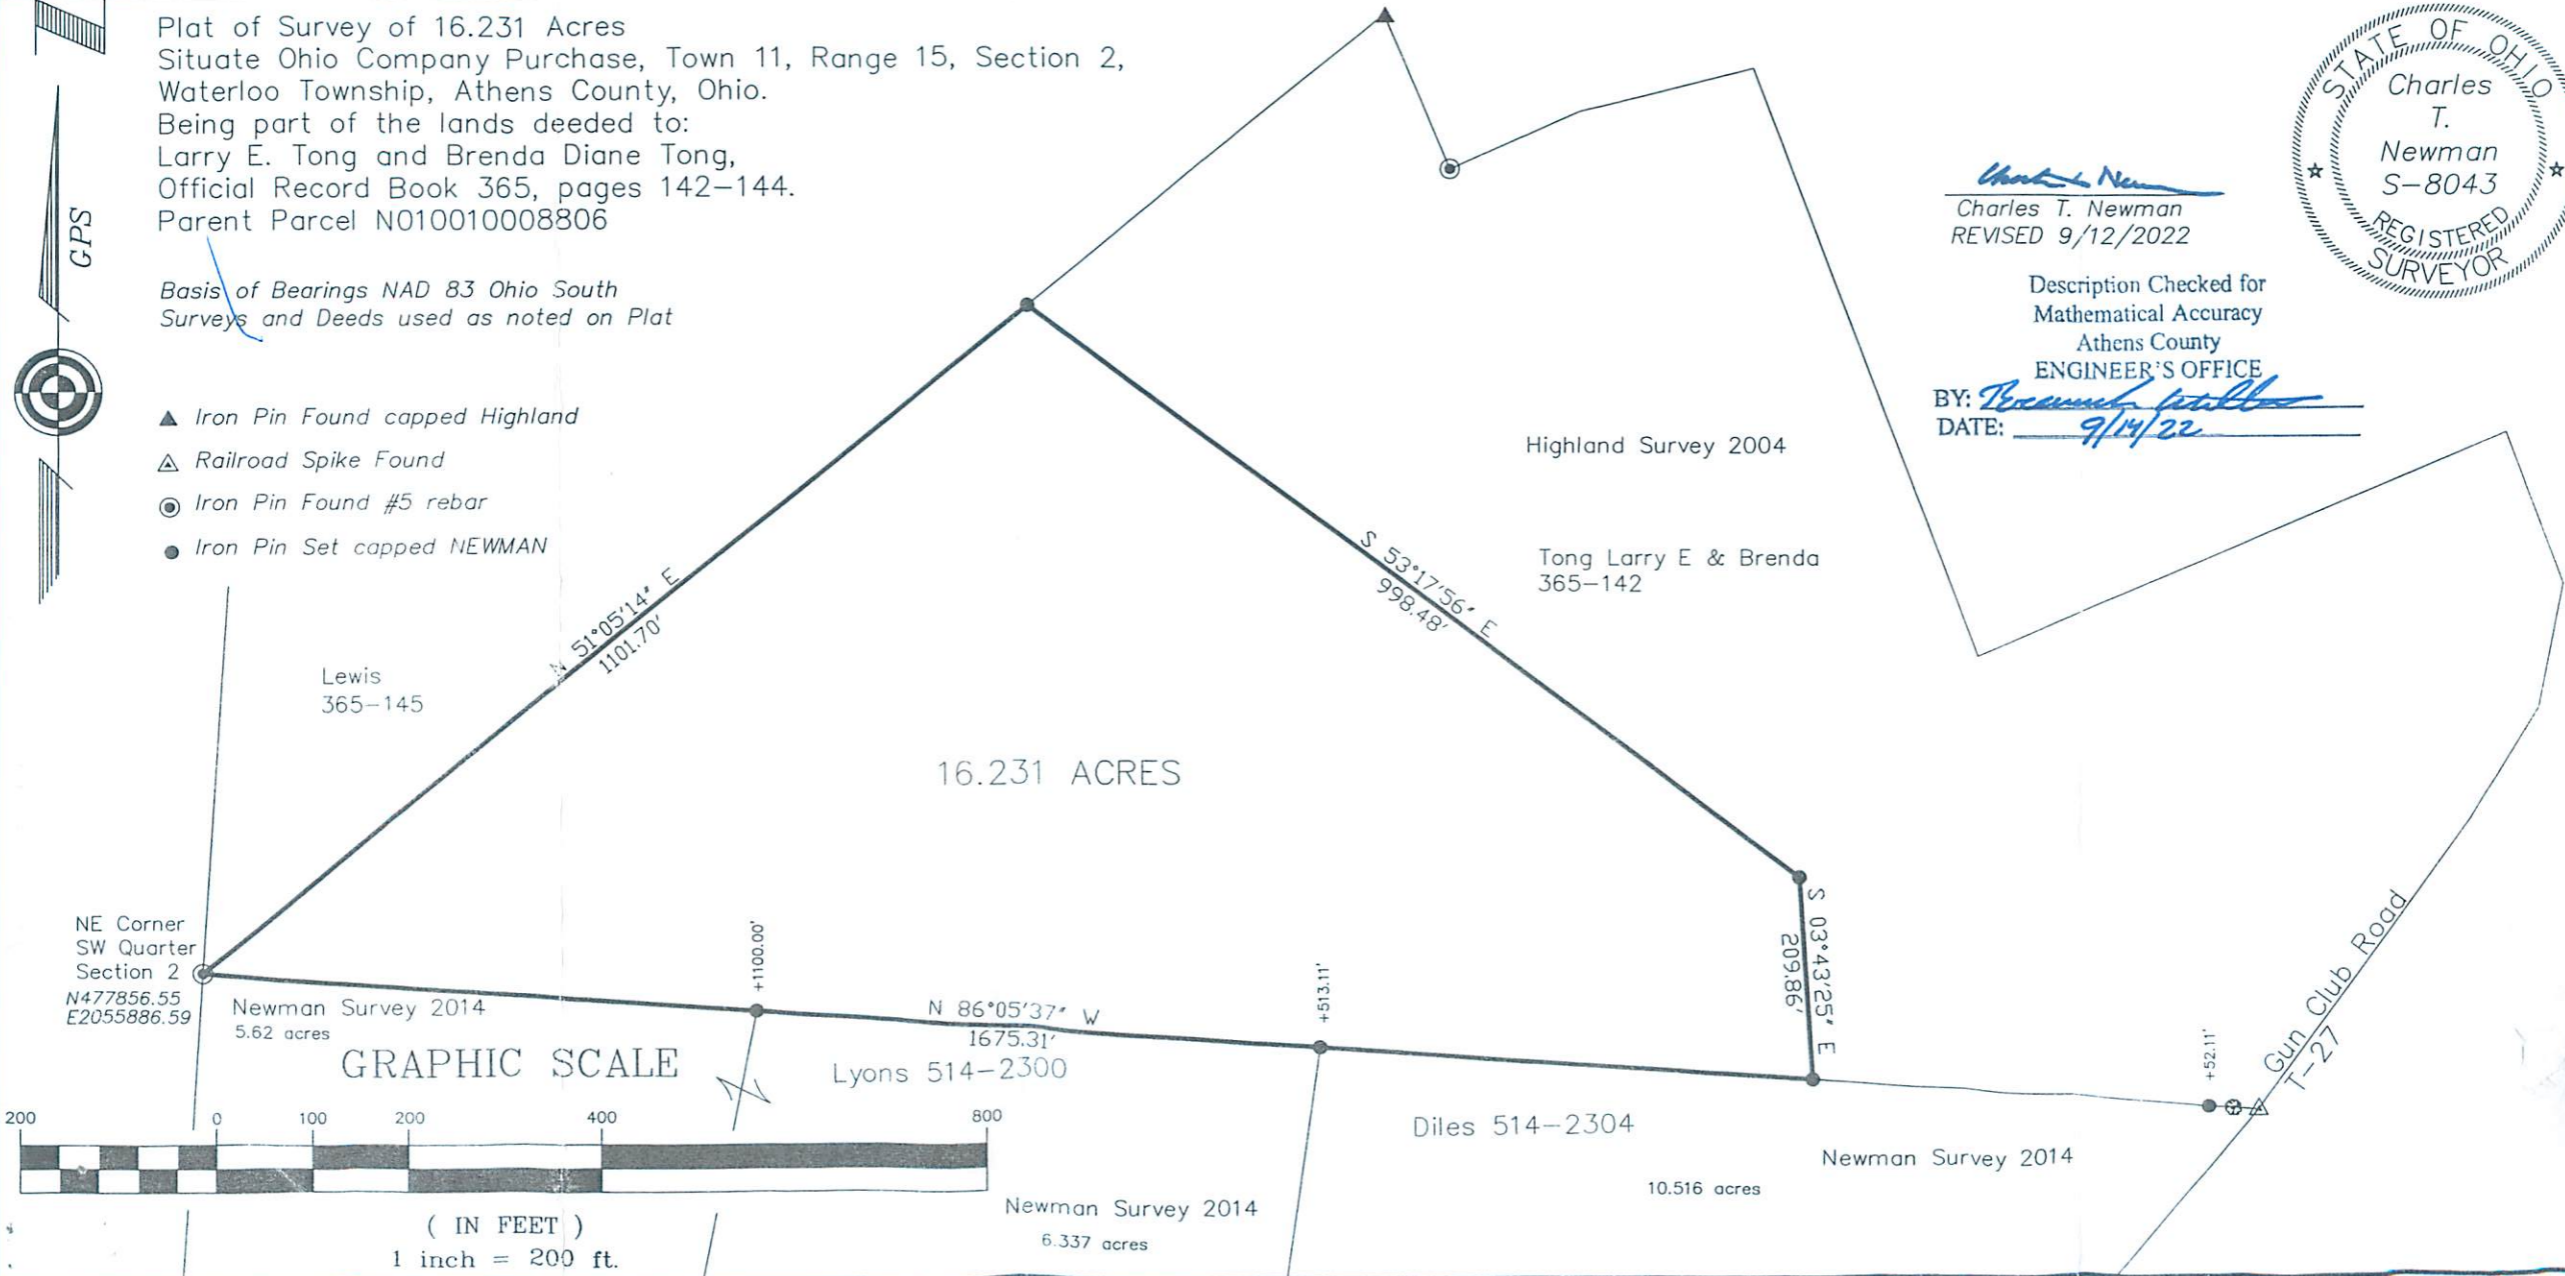 Plat of Survey of 16.231 Acres
Situate Ohio Company Purchase, Town 11, Range 15, Section 2,
Waterloo Township, Athens County, Ohio.
Being part of the lands deeded to:
Larry E. Tong and Brenda Diane Tong,
Official Record Book 365, pages 142-144.
Parent Parcel N010010008806
GPS
Basis of Bearings NAD 83 Ohio South
Surveys and Deeds used as noted on Plat
Iron Pin Found capped Highland
Railroad Spike Found
Iron Pin Found #5 rebar
Iron Pin Set capped NEWMAN
STATE OF OHIO
Charles
T.
Newman
S-8043
REGISTERED
SURVEYOR
Charles T. Newman
REVISED 9/12/2022
Description Checked for
Mathematical Accuracy
Athens County
ENGINEER'S OFFICE
BY:
DATE: 9/14/22
Highland Survey 2004
Tong Larry E & Brenda
365-142
S 53°17'56" E
998.48'
N 51°05'14" E
1101.70'
Lewis
365-145
16.231 ACRES
S 03°43'25" E
209.86'
NE Corner
SW Quarter
Section 2
N477856.55
E2055886.59
+1100.00'
+513.11'
+52.11'
Gun Club Road
T-27
Newman Survey 2014
5.62 acres
N 86°05'37" W
1675.31'
Lyons 514-2300
Diles 514-2304
Newman Survey 2014
10.516 acres
Newman Survey 2014
6.337 acres
GRAPHIC SCALE
200 0 100 200 400 800
( IN FEET )
1 inch = 200 ft.